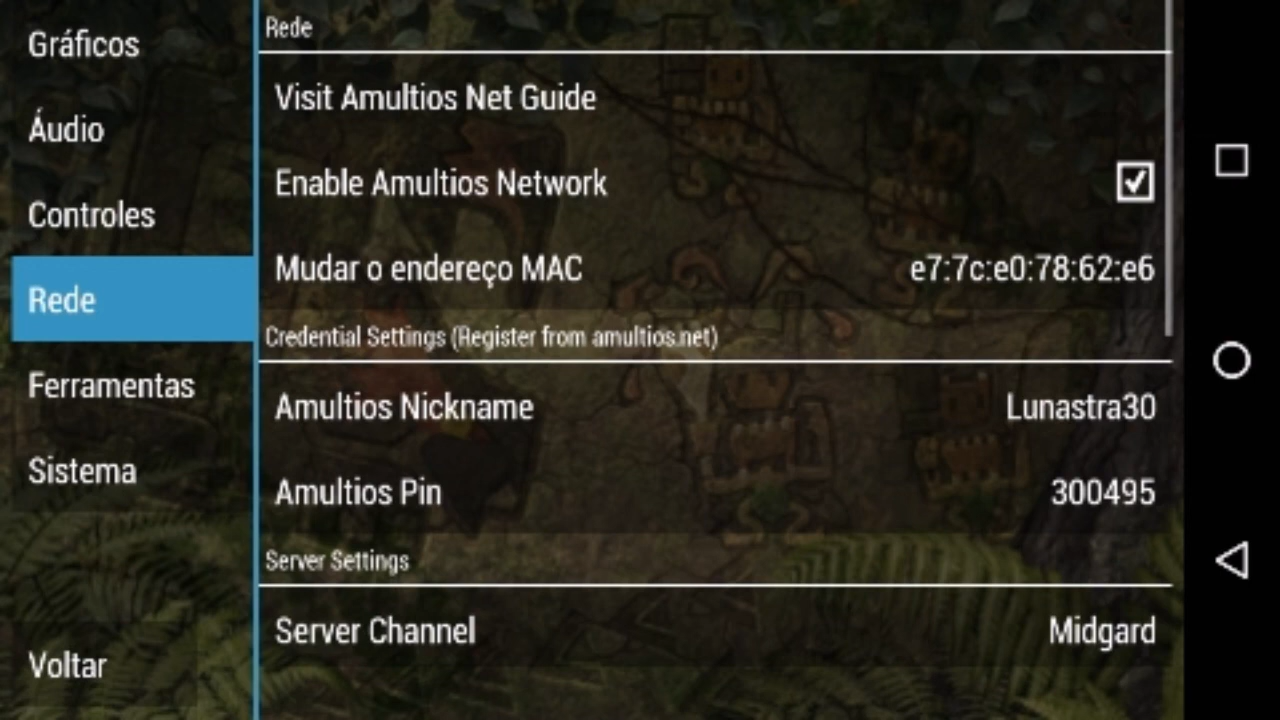 Gráficos
Áudio
Controles
Rede
Ferramentas
Sistema
Voltar
Rede
Visit Amultios Net Guide
Enable Amultios Network
Mudar o endereço MAC e7:7c:e0:78:62:e6
Credential Settings (Register from amultios.net)
Amultios Nickname Lunastra30
Amultios Pin 300495
Server Settings
Server Channel Midgard